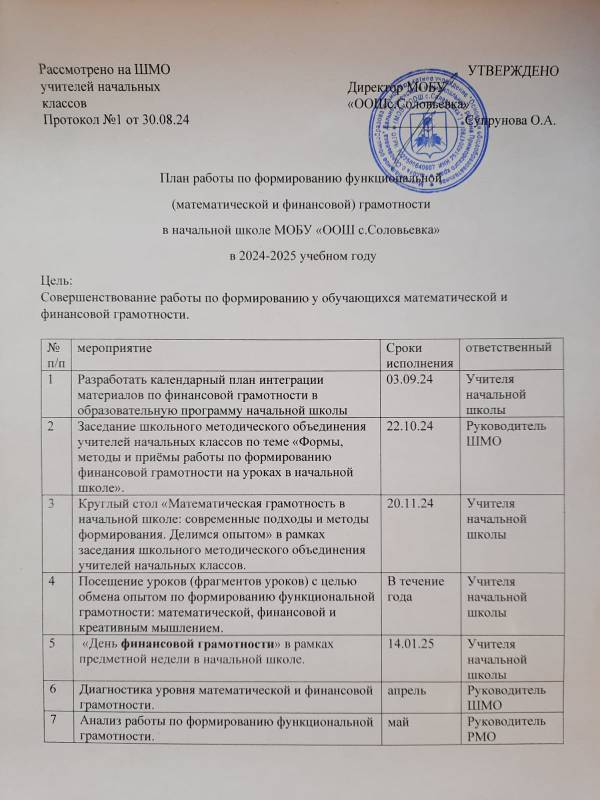 Рассмотрено на ШМО
учителей начальных
классов
Протокол №1 от 30.08.24
УТВЕРЖДЕНО
Директор МОБУ
«ООШс.Соловьевка»
Супрунова О.А.
План работы по формированию функциональной
(математической и финансовой) грамотности
в начальной школе МОБУ «ООШ с.Соловьевка»
в 2024-2025 учебном году
Цель:
Совершенствование работы по формированию у обучающихся математической и
финансовой грамотности.
№ мероприятие Сроки ответственный
п/п исполнения
1 Разработать календарный план интеграции 03.09.24 Учителя
материалов по финансовой грамотности в начальной
образовательную программу начальной школы школы
2 Заседание школьного методического объединения 22.10.24 Руководитель
учителей начальных классов по теме «Формы, ШМО
методы и приёмы работы по формированию
финансовой грамотности на уроках в начальной
школе».
3 Круглый стол «Математическая грамотность в 20.11.24 Учителя
начальной школе: современные подходы и методы начальной
формирования. Делимся опытом» в рамках школы
заседания школьного методического объединения
учителей начальных классов.
4 Посещение уроков (фрагментов уроков) с целью В течение Учителя
обмена опытом по формированию функциональной года начальной
грамотности: математической, финансовой и школы
креативным мышлением.
5 «День финансовой грамотности» в рамках 14.01.25 Учителя
предметной недели в начальной школе. начальной
школы
6 Диагностика уровня математической и финансовой апрель Руководитель
грамотности. ШМО
7 Анализ работы по формированию функциональной май Руководитель
грамотности. РМО